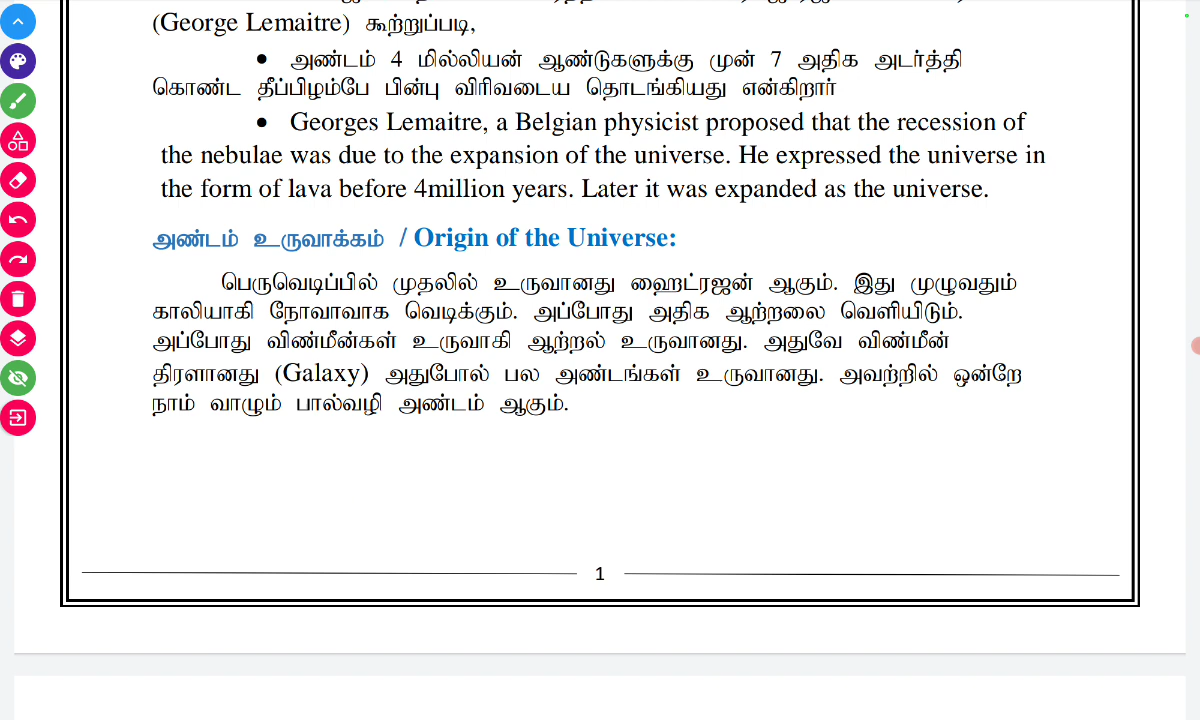 (George Lemaitre) கூற்றுப்படி,
• அண்டம் 4 மில்லியன் ஆண்டுகளுக்கு முன் 7 அதிக அடர்த்தி
கொண்ட தீப்பிழம்பே பின்பு விரிவடைய தொடங்கியது என்கிறார்
• Georges Lemaitre, a Belgian physicist proposed that the recession of
the nebulae was due to the expansion of the universe. He expressed the universe in
the form of lava before 4million years. Later it was expanded as the universe.
அண்டம் உருவாக்கம் / Origin of the Universe:
பெருவெடிப்பில் முதலில் உருவானது ஹைட்ரஜன் ஆகும். இது முழுவதும்
காலியாகி நோவாவாக வெடிக்கும். அப்போது அதிக ஆற்றலை வெளியிடும்.
அப்போது விண்மீன்கள் உருவாகி ஆற்றல் உருவானது. அதுவே விண்மீன்
திரளானது (Galaxy) அதுபோல் பல அண்டங்கள் உருவானது. அவற்றில் ஒன்றே
நாம் வாழும் பால்வழி அண்டம் ஆகும்.
1